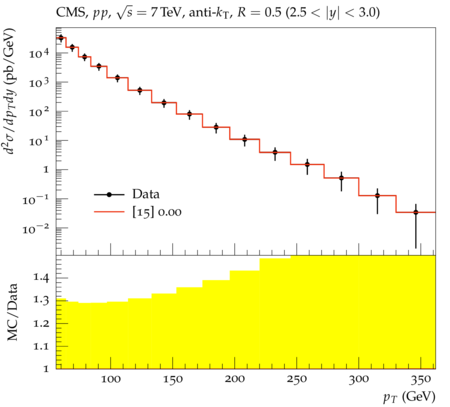 CMS, pp, √s = 7 TeV, anti-kT, R = 0.5 (2.5 < |y| < 3.0)
d²σ/dpTdy (pb/GeV)
10⁴
10³
10²
10¹
1
10⁻¹
10⁻²
Data
[15] 0.00
MC/Data
1.4
1.3
1.2
1.1
1
100 150 200 250 300 350
pT (GeV)